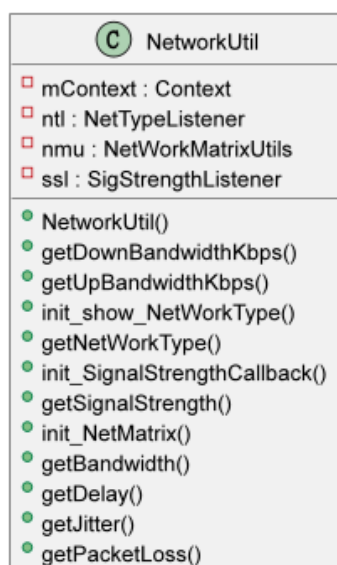 C NetworkUtil
mContext : Context
ntl : NetTypeListener
nmu : NetWorkMatrixUtils
ssl : SigStrengthListener
NetworkUtil()
getDownBandwidthKbps()
getUpBandwidthKbps()
init_show_NetWorkType()
getNetWorkType()
init_SignalStrengthCallback()
getSignalStrength()
init_NetMatrix()
getBandwidth()
getDelay()
getJitter()
getPacketLoss()